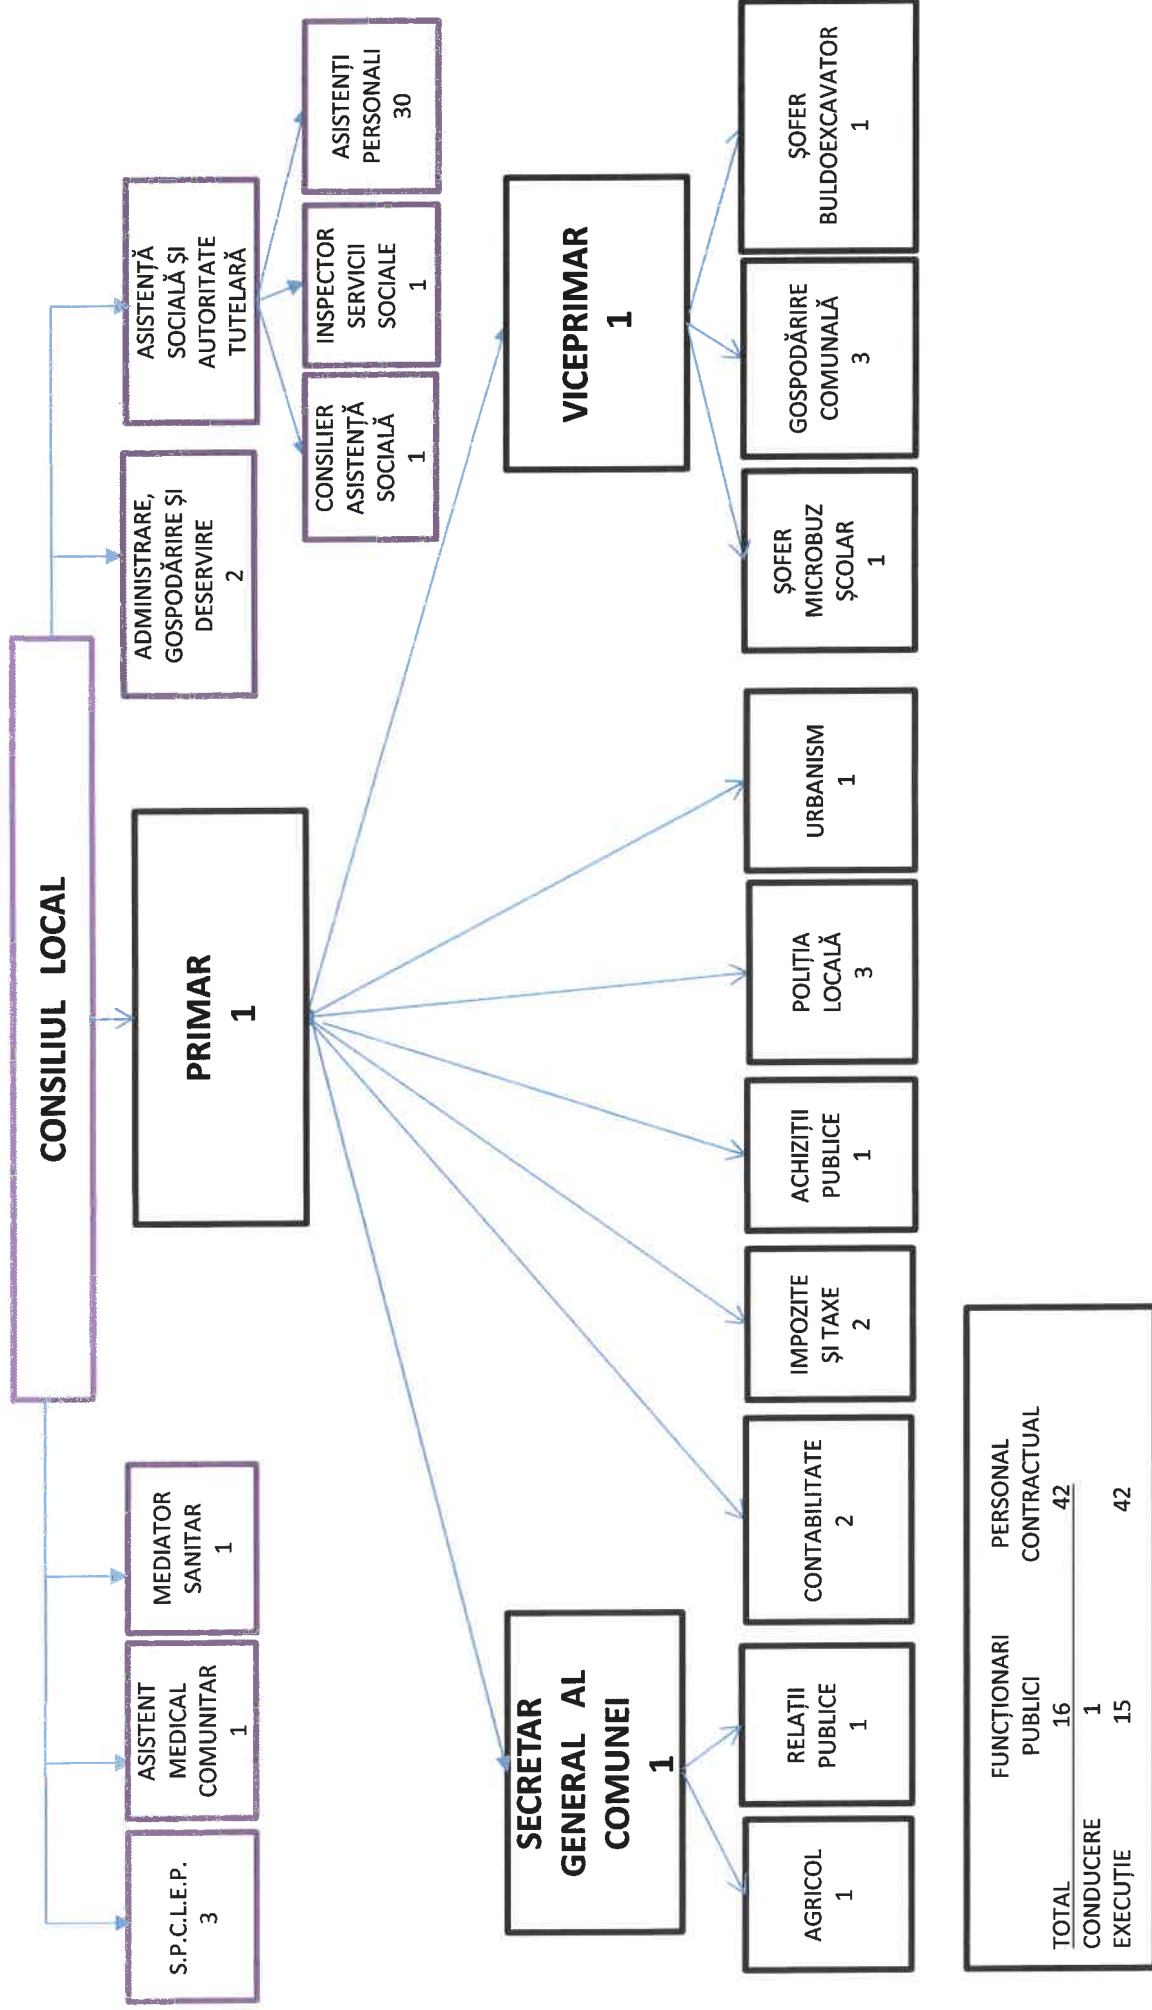 CONSILIUL LOCAL
S.P.C.L.E.P.
3
ASISTENT
MEDICAL
COMUNITAR
1
MEDIATOR
SANITAR
1
PRIMAR
1
ADMINISTRARE,
GOSPODĂRIRE ȘI
DESERVIRE
2
ASISTENȚĂ
SOCIALĂ ȘI
AUTORITATE
TUTELARĂ
CONSILIER
ASISTENȚĂ
SOCIALĂ
1
INSPECTOR
SERVICII
SOCIALE
1
ASISTENȚI
PERSONALI
30
SECRETAR
GENERAL AL
COMUNEI
1
VICEPRIMAR
1
AGRICOL
1
RELAȚII
PUBLICE
1
CONTABILITATE
2
IMPOZITE
ȘI TAXE
2
ACHIZIȚII
PUBLICE
1
POLIȚIA
LOCALĂ
3
URBANISM
1
ȘOFER
MICROBUZ
ȘCOLAR
1
GOSPODĂRIRE
COMUNALĂ
3
ȘOFER
BULDOEXCAVATOR
1
FUNCȚIONARI PERSONAL
PUBLICI CONTRACTUAL
TOTAL 16 42
CONDUCERE 1
EXECUȚIE 15 42